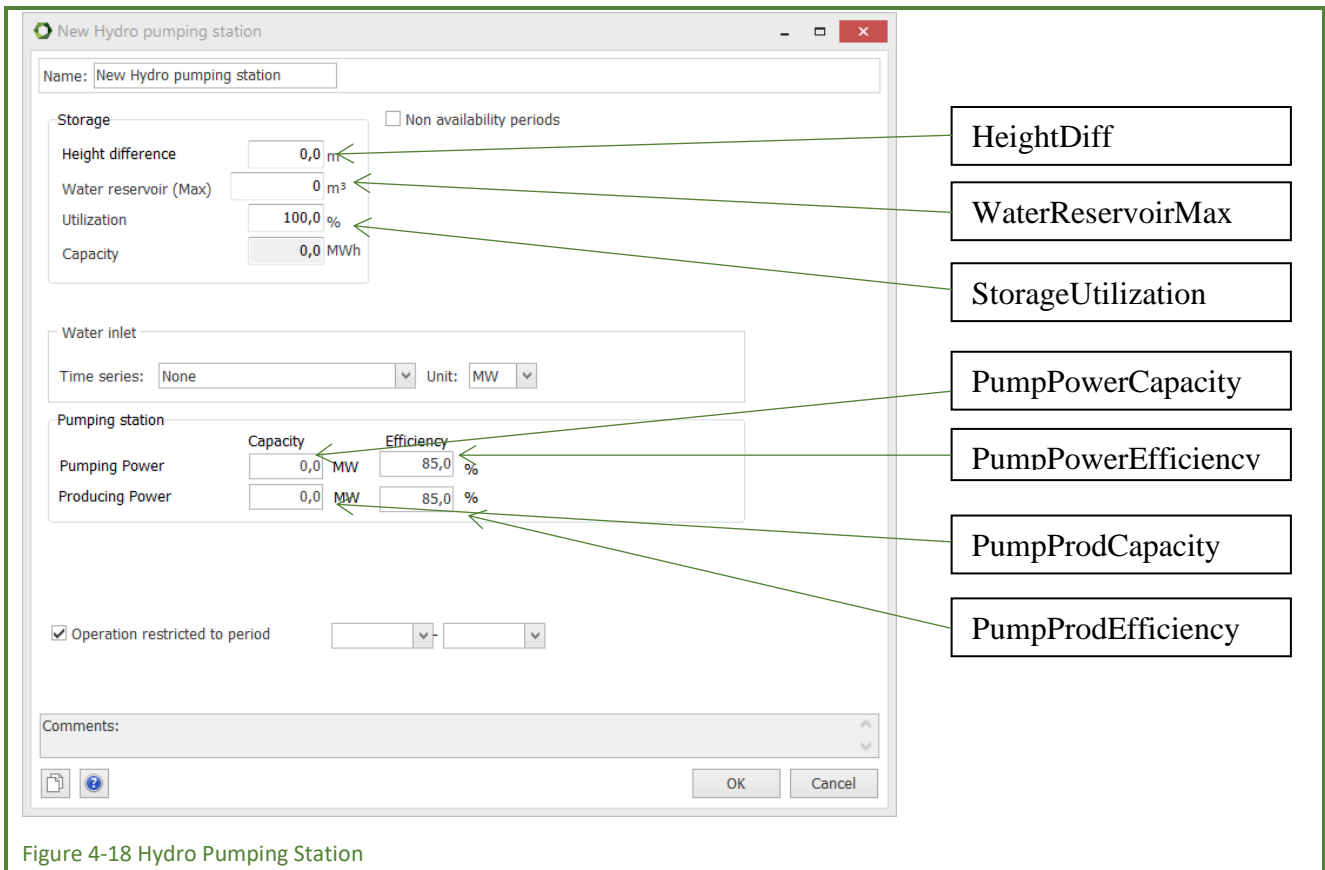 New Hydro pumping station
Name: New Hydro pumping station
Storage
Non availability periods
Height difference 0,0 m
Water reservoir (Max) 0 m³
Utilization 100,0 %
Capacity 0,0 MWh
Water inlet
Time series: None Unit: MW
Pumping station
Capacity Efficiency
Pumping Power 0,0 MW 85,0 %
Producing Power 0,0 MW 85,0 %
Operation restricted to period -
Comments:
OK Cancel
HeightDiff
WaterReservoirMax
StorageUtilization
PumpPowerCapacity
PumpPowerEfficiency
PumpProdCapacity
PumpProdEfficiency
Figure 4-18 Hydro Pumping Station